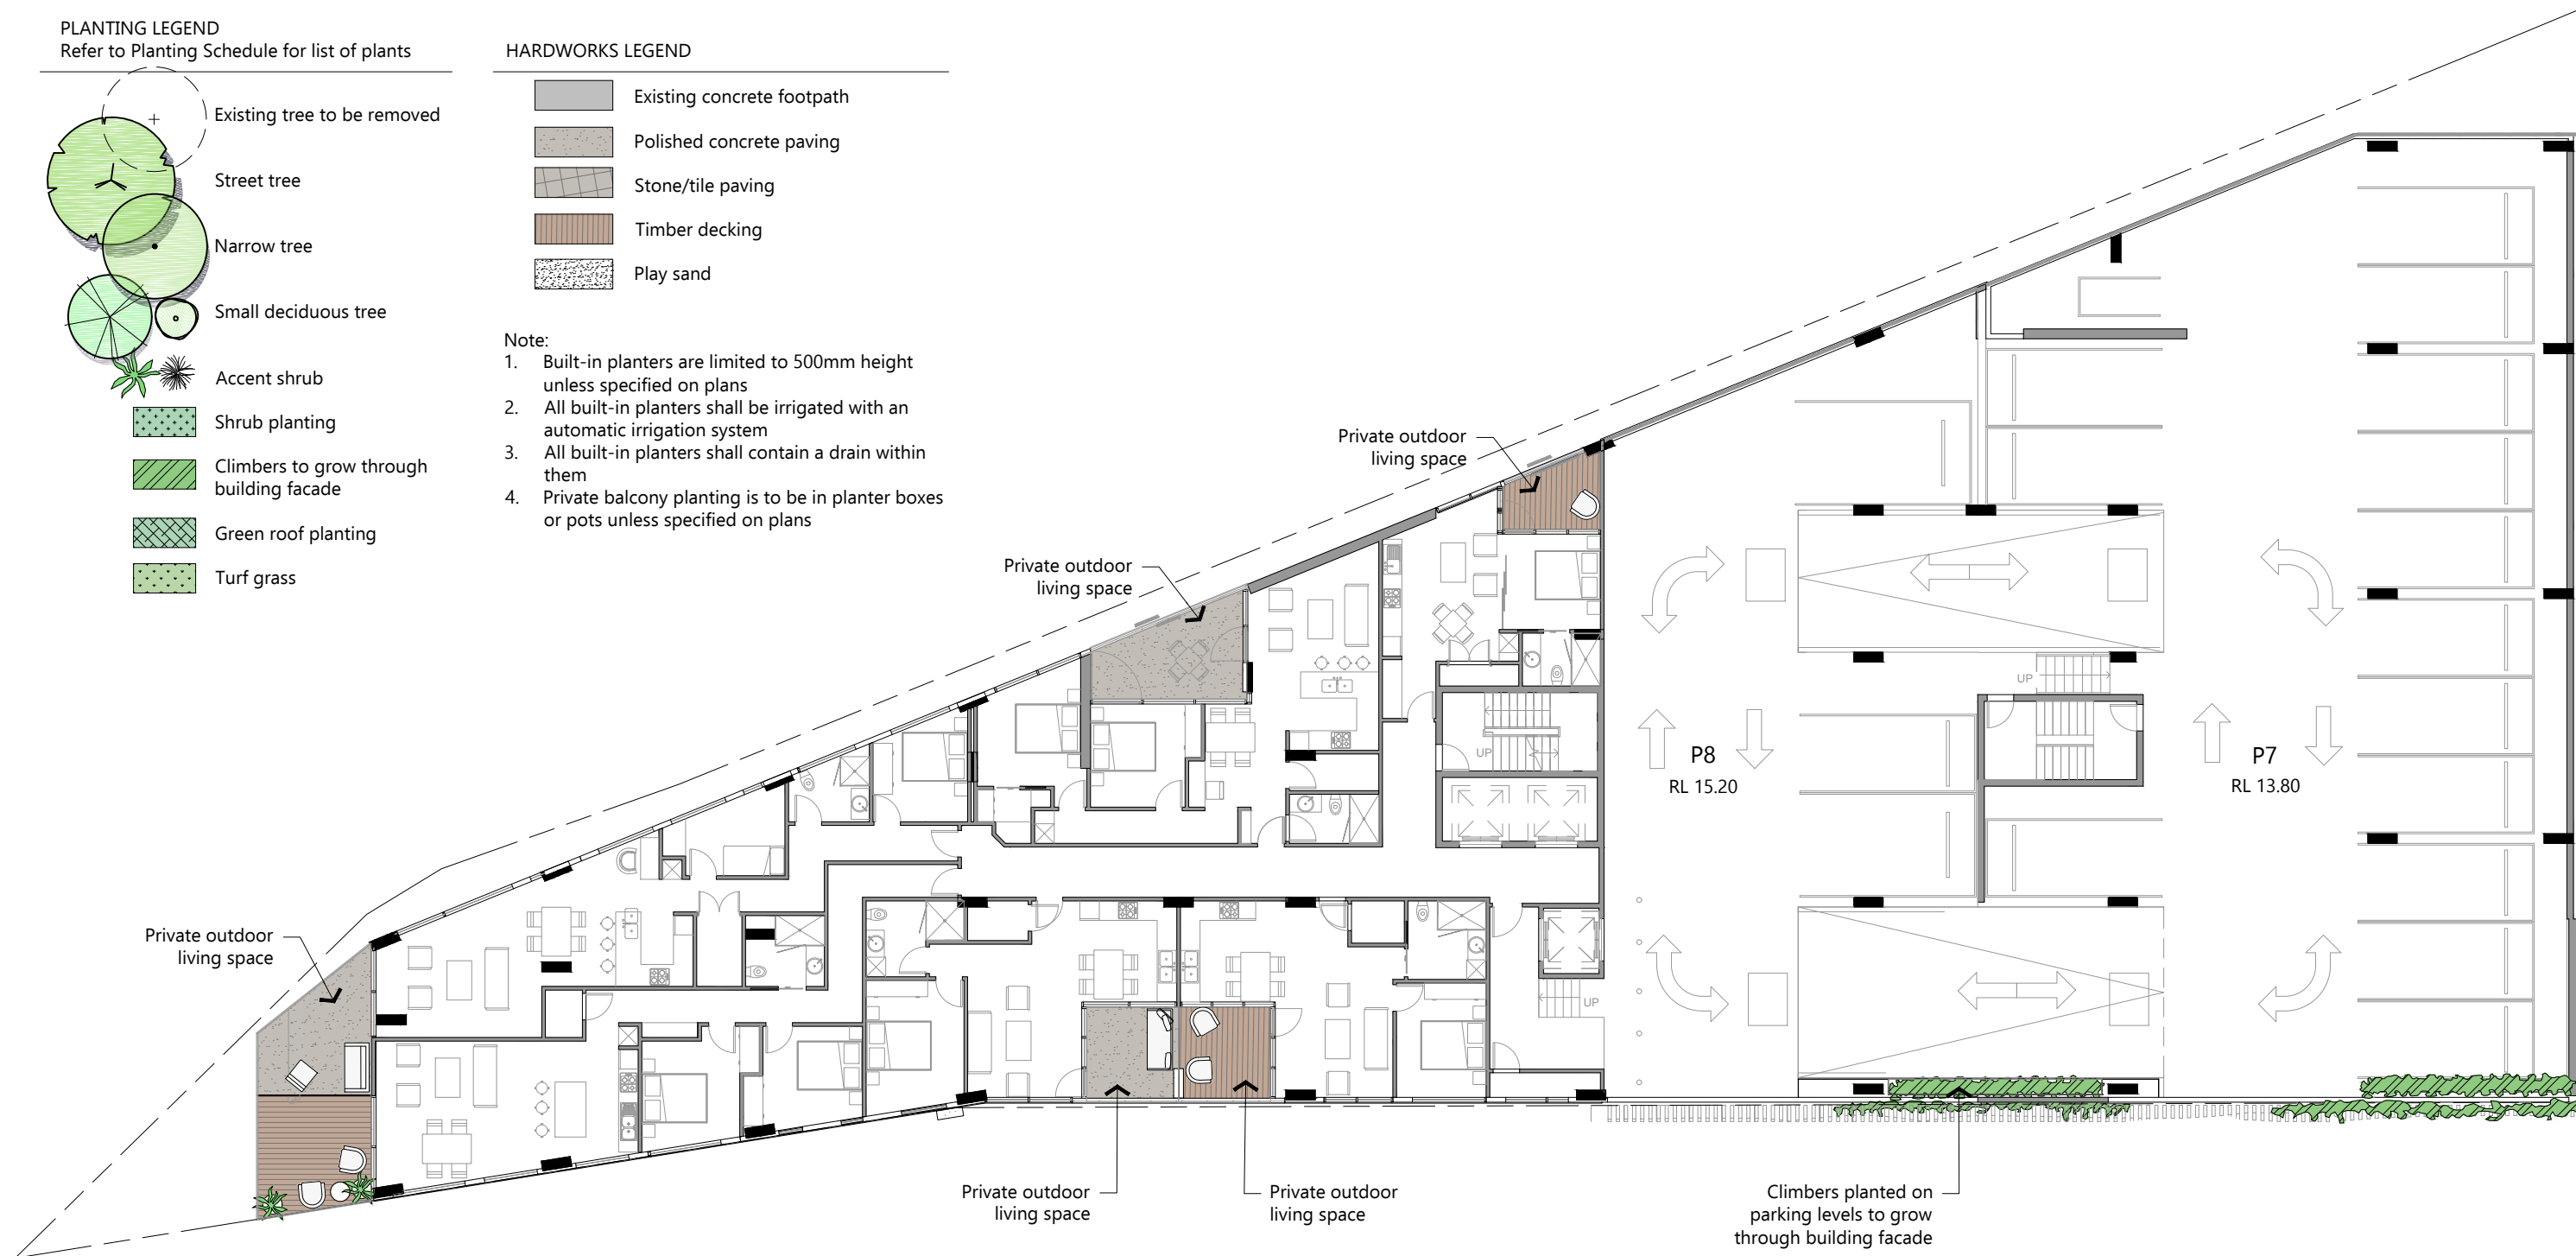 PLANTING LEGEND
Refer to Planting Schedule for list of plants
Existing tree to be removed
Street tree
Narrow tree
Small deciduous tree
Accent shrub
Shrub planting
Climbers to grow through
building facade
Green roof planting
Turf grass
HARDWORKS LEGEND
Existing concrete footpath
Polished concrete paving
Stone/tile paving
Timber decking
Play sand
Note:
1. Built-in planters are limited to 500mm height
unless specified on plans
2. All built-in planters shall be irrigated with an
automatic irrigation system
3. All built-in planters shall contain a drain within
them
4. Private balcony planting is to be in planter boxes
or pots unless specified on plans
Private outdoor
living space
Private outdoor
living space
UP
UP
P8
RL 15.20
P7
RL 13.80
Private outdoor
living space
UP
Private outdoor
living space
Private outdoor
living space
Climbers planted on
parking levels to grow
through building facade